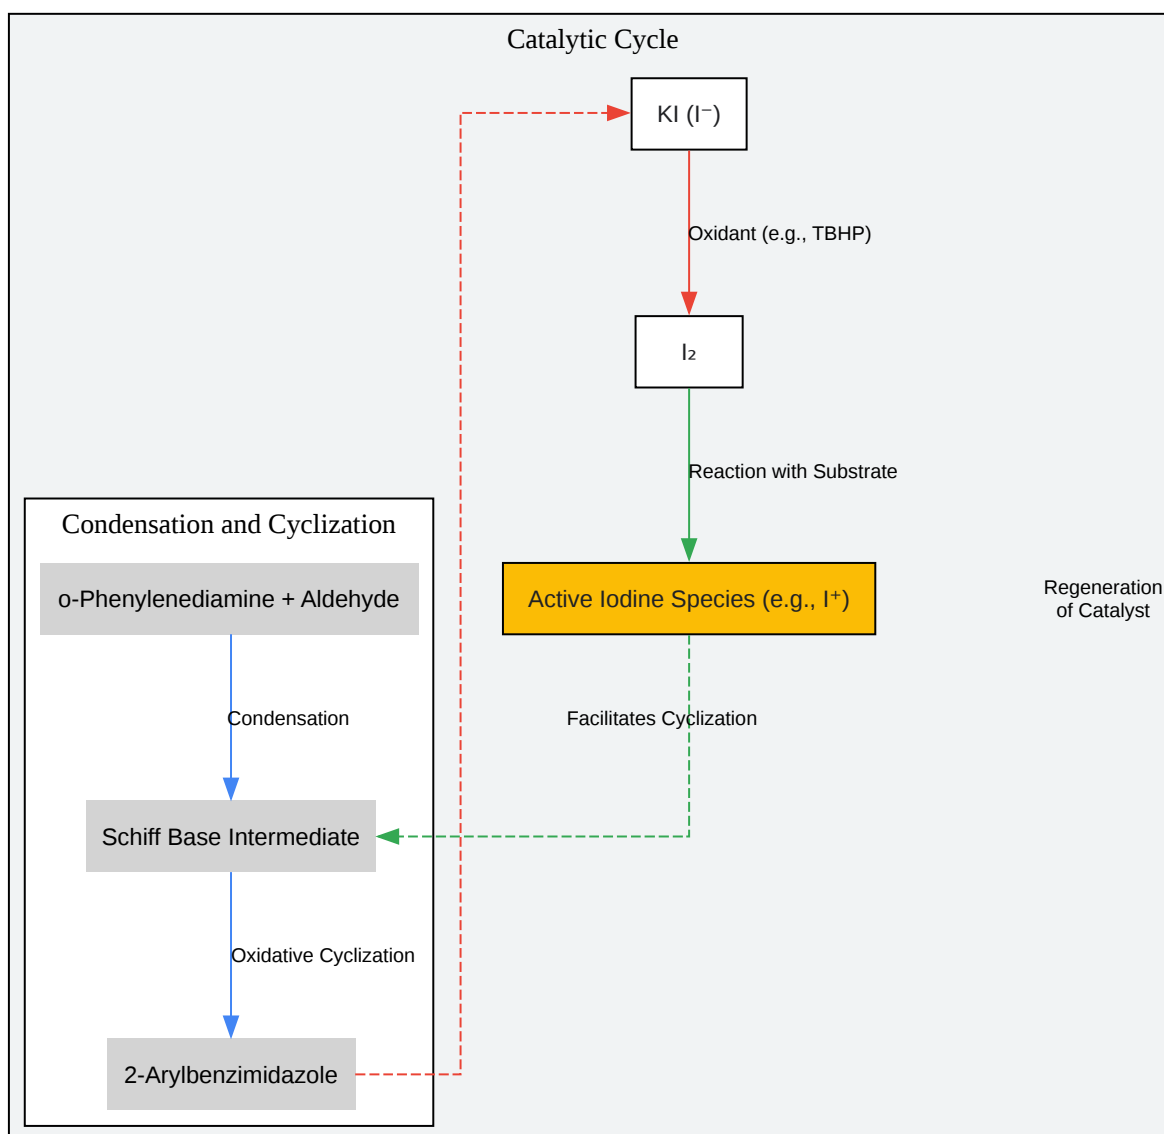 Catalytic Cycle
KI (I⁻)
Oxidant (e.g., TBHP)
I₂
Reaction with Substrate
Condensation and Cyclization
o-Phenylenediamine + Aldehyde
Active Iodine Species (e.g., I⁺)
Regeneration
of Catalyst
Condensation
Facilitates Cyclization
Schiff Base Intermediate
Oxidative Cyclization
2-Arylbenzimidazole